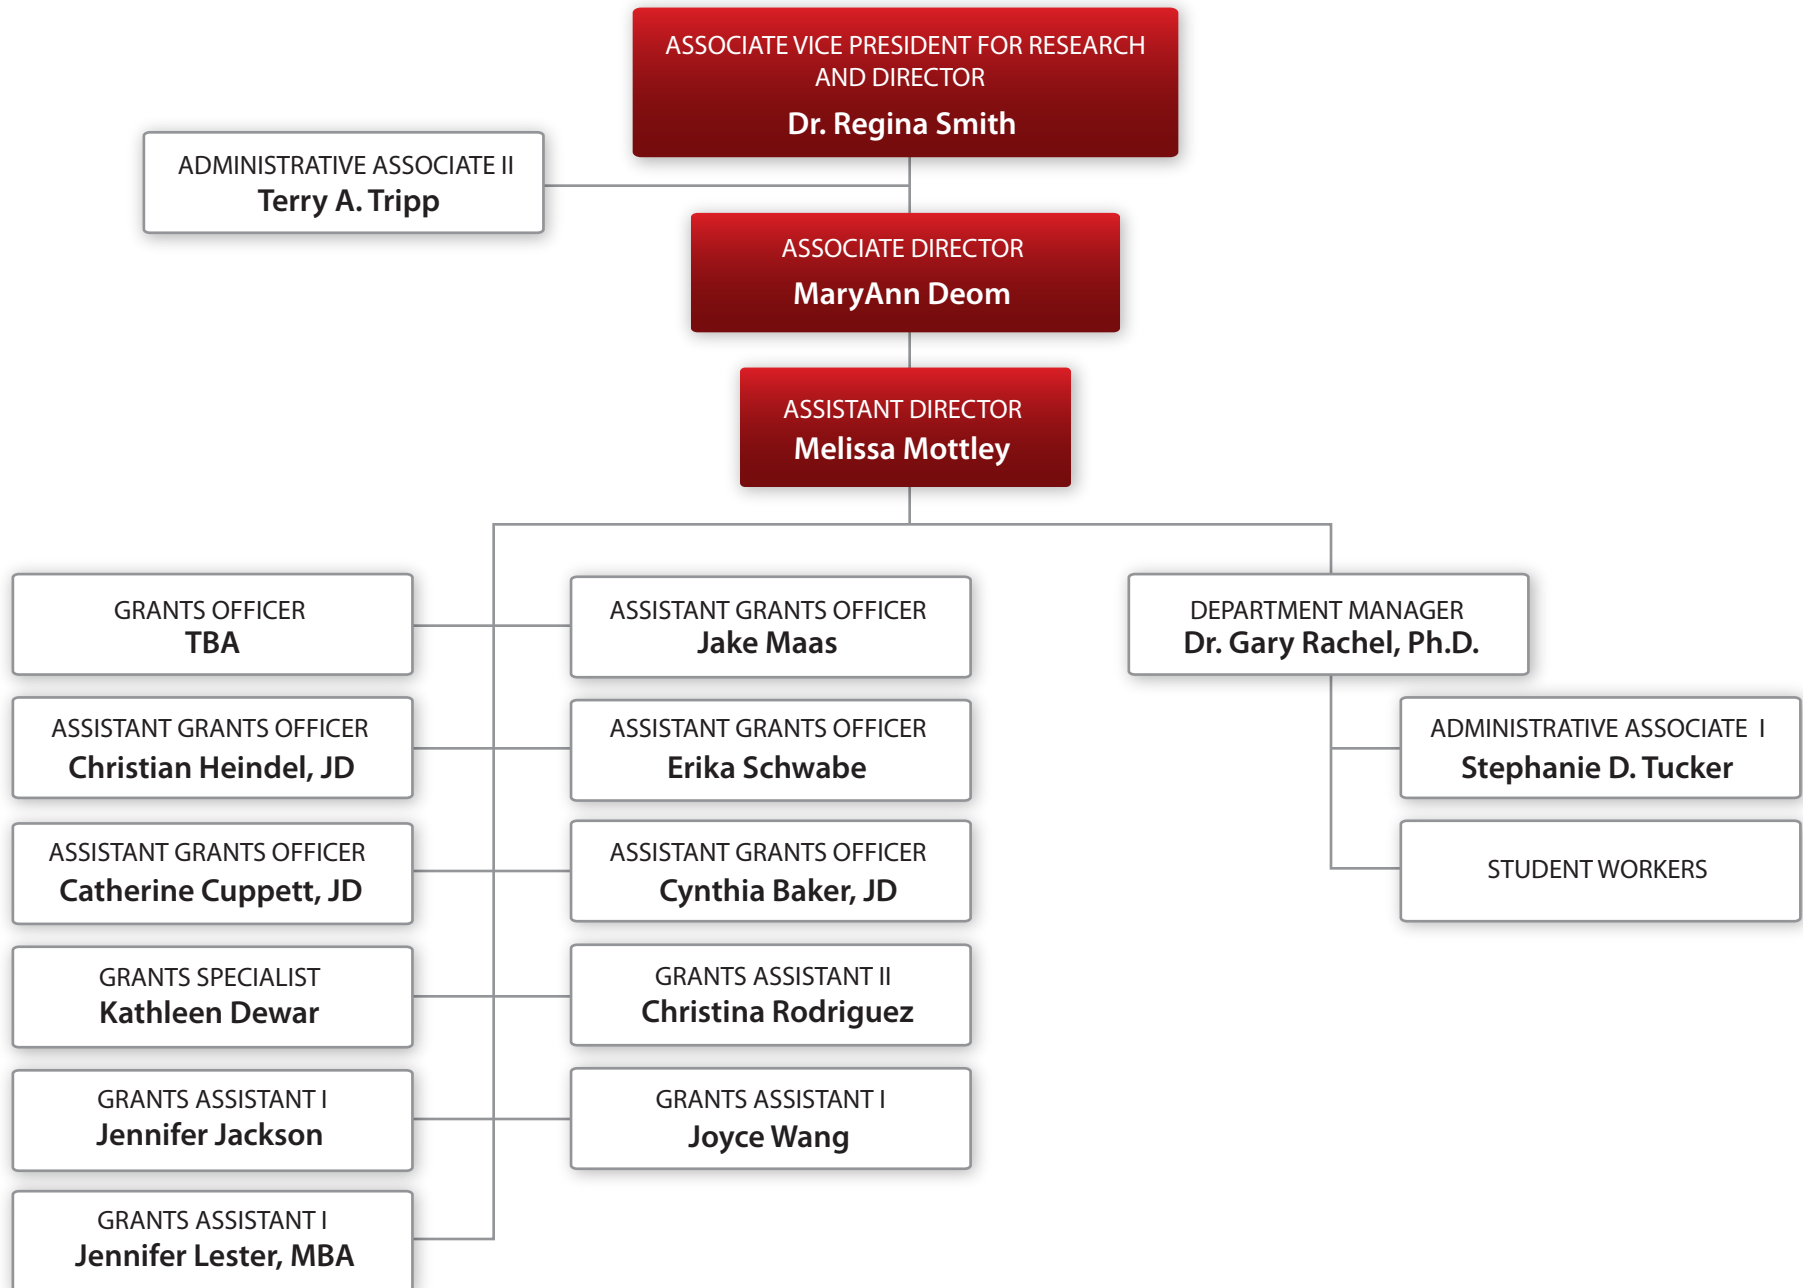 ASSOCIATE VICE PRESIDENT FOR RESEARCH
AND DIRECTOR
Dr. Regina Smith
ADMINISTRATIVE ASSOCIATE II
Terry A. Tripp
ASSOCIATE DIRECTOR
MaryAnn Deom
ASSISTANT DIRECTOR
Melissa Mottley
GRANTS OFFICER
TBA
ASSISTANT GRANTS OFFICER
Jake Maas
DEPARTMENT MANAGER
Dr. Gary Rachel, Ph.D.
ASSISTANT GRANTS OFFICER
Christian Heindel, JD
ASSISTANT GRANTS OFFICER
Erika Schwabe
ADMINISTRATIVE ASSOCIATE I
Stephanie D. Tucker
ASSISTANT GRANTS OFFICER
Catherine Cuppett, JD
ASSISTANT GRANTS OFFICER
Cynthia Baker, JD
STUDENT WORKERS
GRANTS SPECIALIST
Kathleen Dewar
GRANTS ASSISTANT II
Christina Rodriguez
GRANTS ASSISTANT I
Jennifer Jackson
GRANTS ASSISTANT I
Joyce Wang
GRANTS ASSISTANT I
Jennifer Lester, MBA